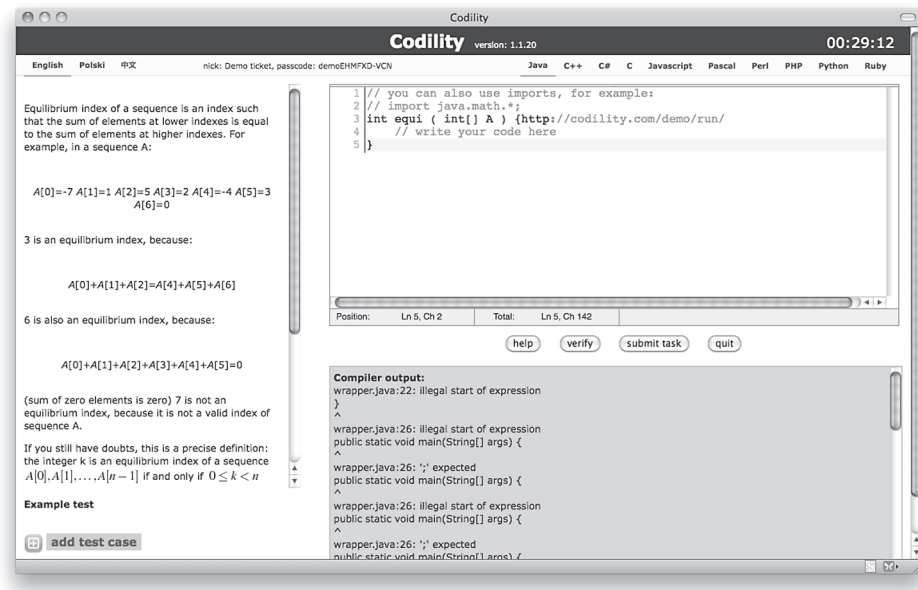 Codility
Codility version: 1.1.20
00:29:12
English Polski 中文 nick: Demo ticket, passcode: demoEHMFXD-VCN Java C++ C# C Javascript Pascal Perl PHP Python Ruby
Equilibrium index of a sequence is an index such
that the sum of elements at lower indexes is equal
to the sum of elements at higher indexes. For
example, in a sequence A:
A[0]=-7 A[1]=1 A[2]=5 A[3]=2 A[4]=-4 A[5]=3
A[6]=0
3 is an equilibrium index, because:
A[0]+A[1]+A[2]=A[4]+A[5]+A[6]
6 is also an equilibrium index, because:
A[0]+A[1]+A[2]+A[3]+A[4]+A[5]=0
(sum of zero elements is zero) 7 is not an
equilibrium index, because it is not a valid index of
sequence A.
If you still have doubts, this is a precise definition:
the integer k is an equilibrium index of a sequence
A[0],A[1],...,A[n−1] if and only if 0 ≤ k < n
Example test
add test case
1 // you can also use imports, for example:
2 // import java.math.*;
3 int equi ( int[] A ) {http://codility.com/demo/run/
4 // write your code here
5 }
Position: Ln 5, Ch 2 Total: Ln 5, Ch 142
help verify submit task quit
Compiler output:
wrapper.java:22: illegal start of expression
}
^
wrapper.java:26: illegal start of expression
public static void main(String[] args) {
^
wrapper.java:26: ';' expected
public static void main(String[] args) {
^
wrapper.java:26: illegal start of expression
public static void main(String[] args) {
^
wrapper.java:26: ';' expected
public static void main(String[] args) {